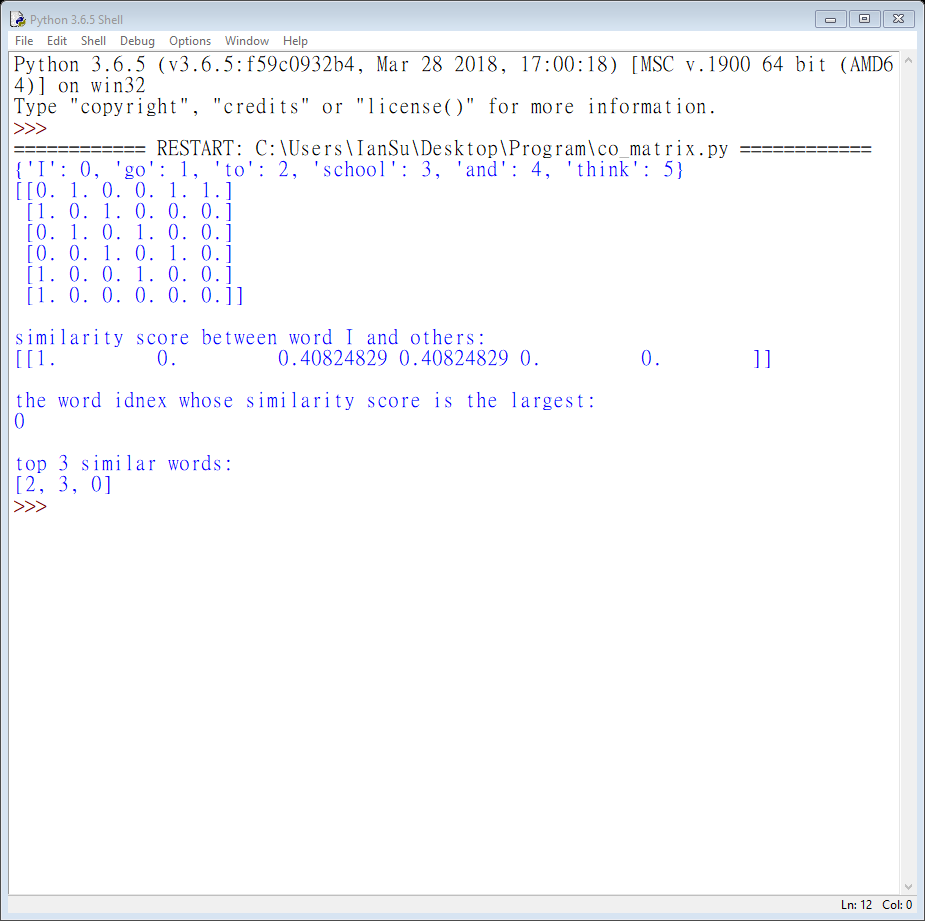 Python 3.6.5 Shell
File Edit Shell Debug Options Window Help
Python 3.6.5 (v3.6.5:f59c0932b4, Mar 28 2018, 17:00:18) [MSC v.1900 64 bit (AMD6
4)] on win32
Type "copyright", "credits" or "license()" for more information.
>>>
============ RESTART: C:\Users\IanSu\Desktop\Program\co_matrix.py ============
{'I': 0, 'go': 1, 'to': 2, 'school': 3, 'and': 4, 'think': 5}
[[0. 1. 0. 0. 1. 1.]
 [1. 0. 1. 0. 0. 0.]
 [0. 1. 0. 1. 0. 0.]
 [0. 0. 1. 0. 1. 0.]
 [1. 0. 0. 1. 0. 0.]
 [1. 0. 0. 0. 0. 0.]]
similarity score between word I and others:
[[1.         0.         0.40824829 0.40824829 0.         0.        ]]
the word idnex whose similarity score is the largest:
0
top 3 similar words:
[2, 3, 0]
>>>
Ln: 12 Col: 0